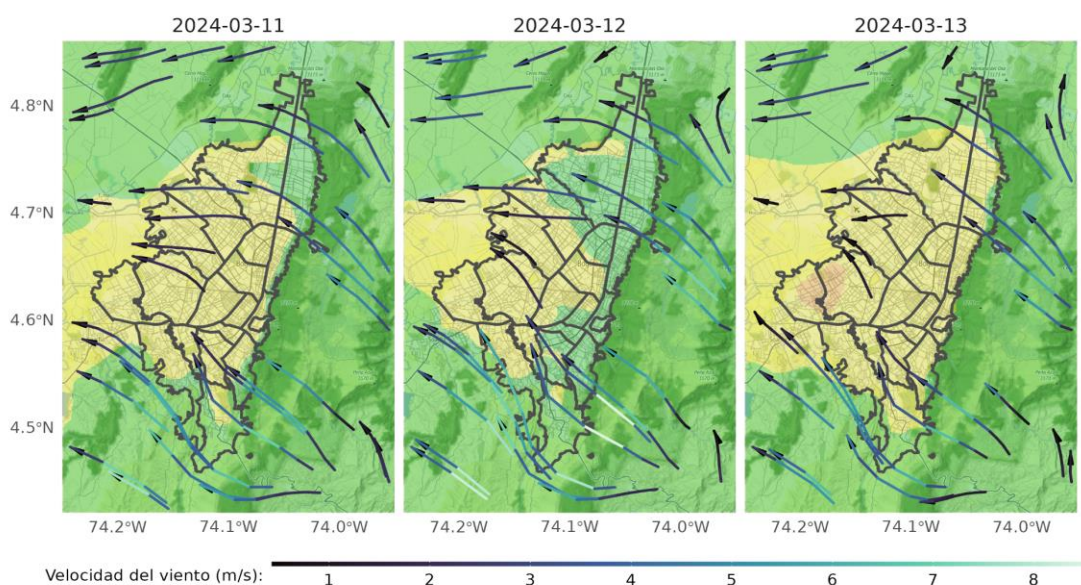 2024-03-11
2024-03-12
2024-03-13
4.8°N
4.7°N
4.6°N
4.5°N
74.2°W 74.1°W 74.0°W
74.2°W 74.1°W 74.0°W
74.2°W 74.1°W 74.0°W
Velocidad del viento (m/s):
1 2 3 4 5 6 7 8